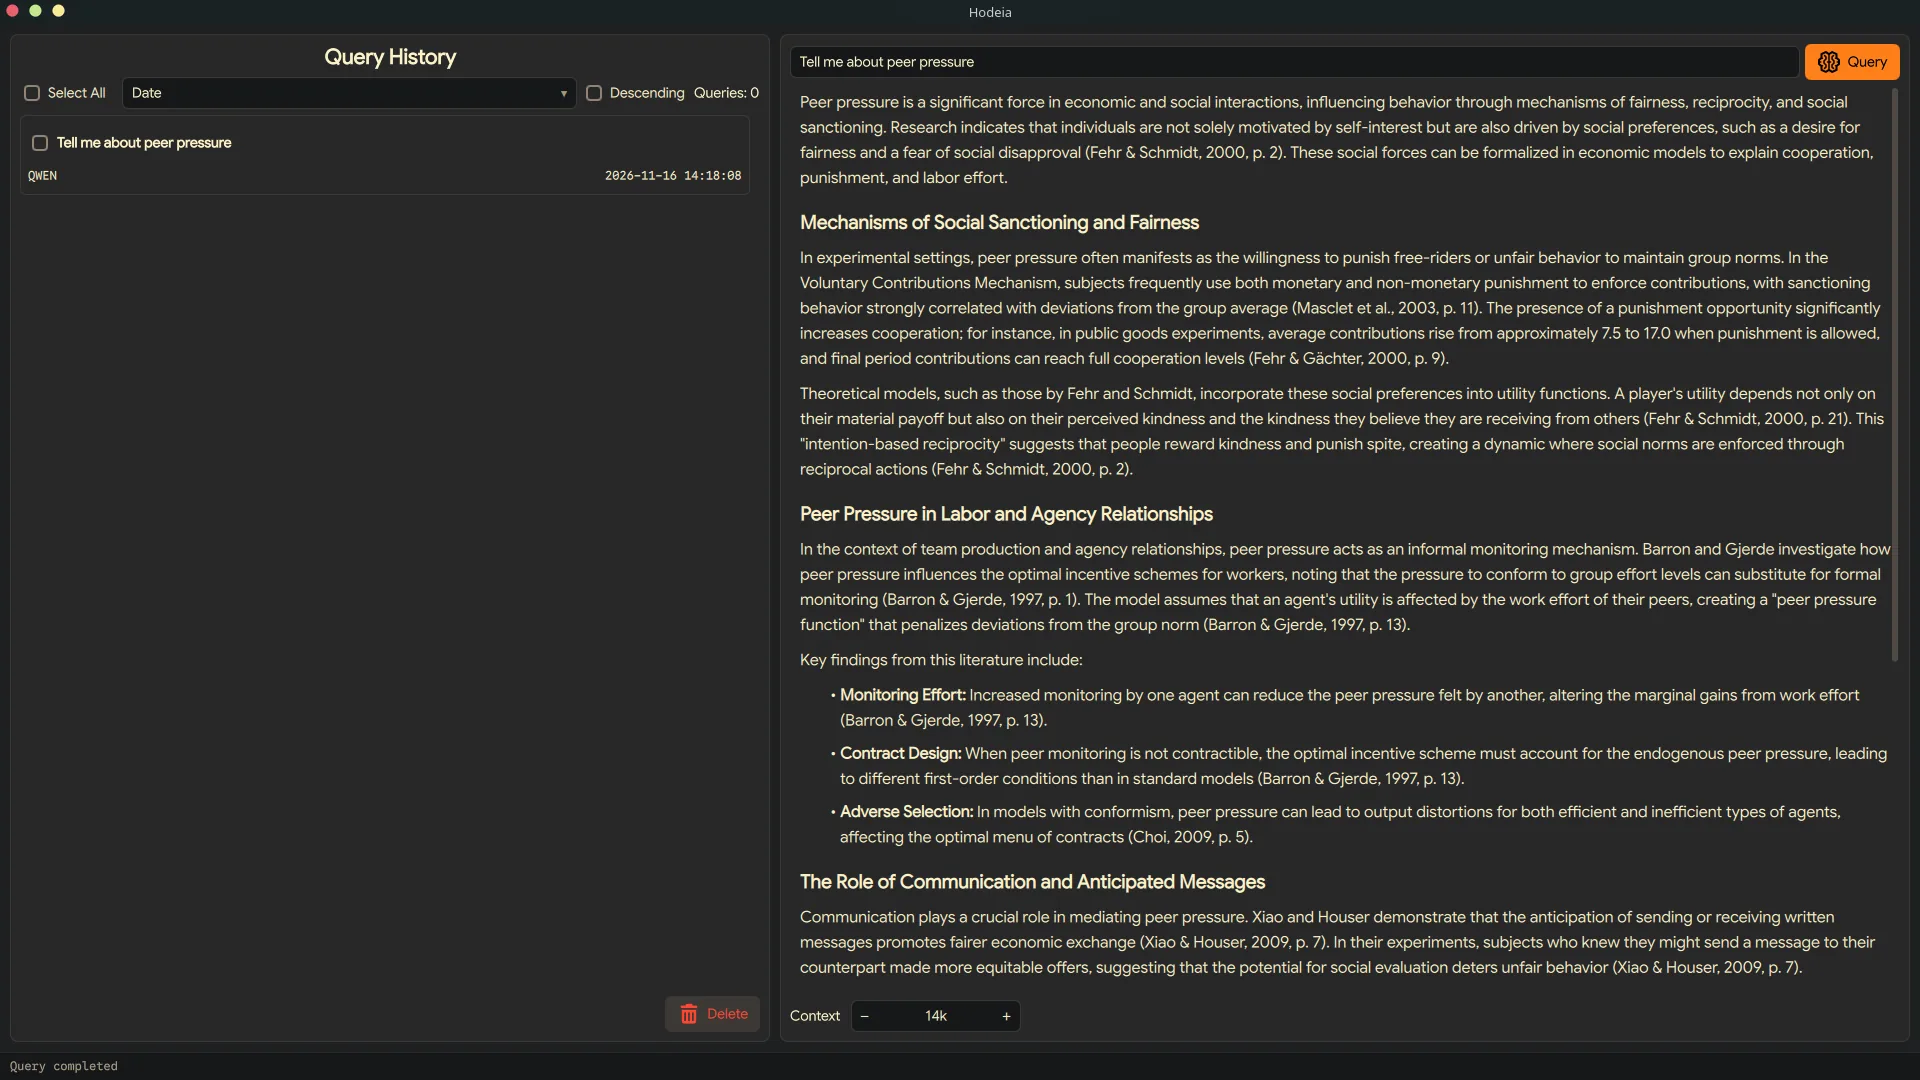 Hodeia
Query History
Select All
Date
Descending
Queries: 0
Tell me about peer pressure
QWEN
2026-11-16 14:18:08
Delete
Tell me about peer pressure
Query
Peer pressure is a significant force in economic and social interactions, influencing behavior through mechanisms of fairness, reciprocity, and social
sanctioning. Research indicates that individuals are not solely motivated by self-interest but are also driven by social preferences, such as a desire for
fairness and a fear of social disapproval (Fehr & Schmidt, 2000, p. 2). These social forces can be formalized in economic models to explain cooperation,
punishment, and labor effort.
Mechanisms of Social Sanctioning and Fairness
In experimental settings, peer pressure often manifests as the willingness to punish free-riders or unfair behavior to maintain group norms. In the
Voluntary Contributions Mechanism, subjects frequently use both monetary and non-monetary punishment to enforce contributions, with sanctioning
behavior strongly correlated with deviations from the group average (Masclet et al., 2003, p. 11). The presence of a punishment opportunity significantly
increases cooperation; for instance, in public goods experiments, average contributions rise from approximately 7.5 to 17.0 when punishment is allowed,
and final period contributions can reach full cooperation levels (Fehr & Gächter, 2000, p. 9).
Theoretical models, such as those by Fehr and Schmidt, incorporate these social preferences into utility functions. A player's utility depends not only on
their material payoff but also on their perceived kindness and the kindness they believe they are receiving from others (Fehr & Schmidt, 2000, p. 21). This
"intention-based reciprocity" suggests that people reward kindness and punish spite, creating a dynamic where social norms are enforced through
reciprocal actions (Fehr & Schmidt, 2000, p. 2).
Peer Pressure in Labor and Agency Relationships
In the context of team production and agency relationships, peer pressure acts as an informal monitoring mechanism. Barron and Gjerde investigate how
peer pressure influences the optimal incentive schemes for workers, noting that the pressure to conform to group effort levels can substitute for formal
monitoring (Barron & Gjerde, 1997, p. 1). The model assumes that an agent's utility is affected by the work effort of their peers, creating a "peer pressure
function" that penalizes deviations from the group norm (Barron & Gjerde, 1997, p. 13).
Key findings from this literature include:
• Monitoring Effort: Increased monitoring by one agent can reduce the peer pressure felt by another, altering the marginal gains from work effort
(Barron & Gjerde, 1997, p. 13).
• Contract Design: When peer monitoring is not contractible, the optimal incentive scheme must account for the endogenous peer pressure, leading
to different first-order conditions than in standard models (Barron & Gjerde, 1997, p. 13).
• Adverse Selection: In models with conformism, peer pressure can lead to output distortions for both efficient and inefficient types of agents,
affecting the optimal menu of contracts (Choi, 2009, p. 5).
The Role of Communication and Anticipated Messages
Communication plays a crucial role in mediating peer pressure. Xiao and Houser demonstrate that the anticipation of sending or receiving written
messages promotes fairer economic exchange (Xiao & Houser, 2009, p. 7). In their experiments, subjects who knew they might send a message to their
counterpart made more equitable offers, suggesting that the potential for social evaluation deters unfair behavior (Xiao & Houser, 2009, p. 7).
Context − 14k +
Query completed